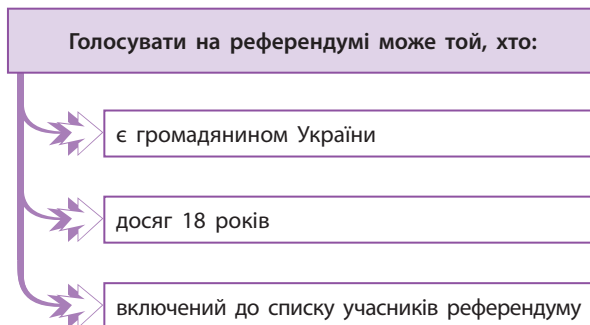 Голосувати на референдумі може той, хто:
є громадянином України
досяг 18 років
включений до списку учасників референдуму